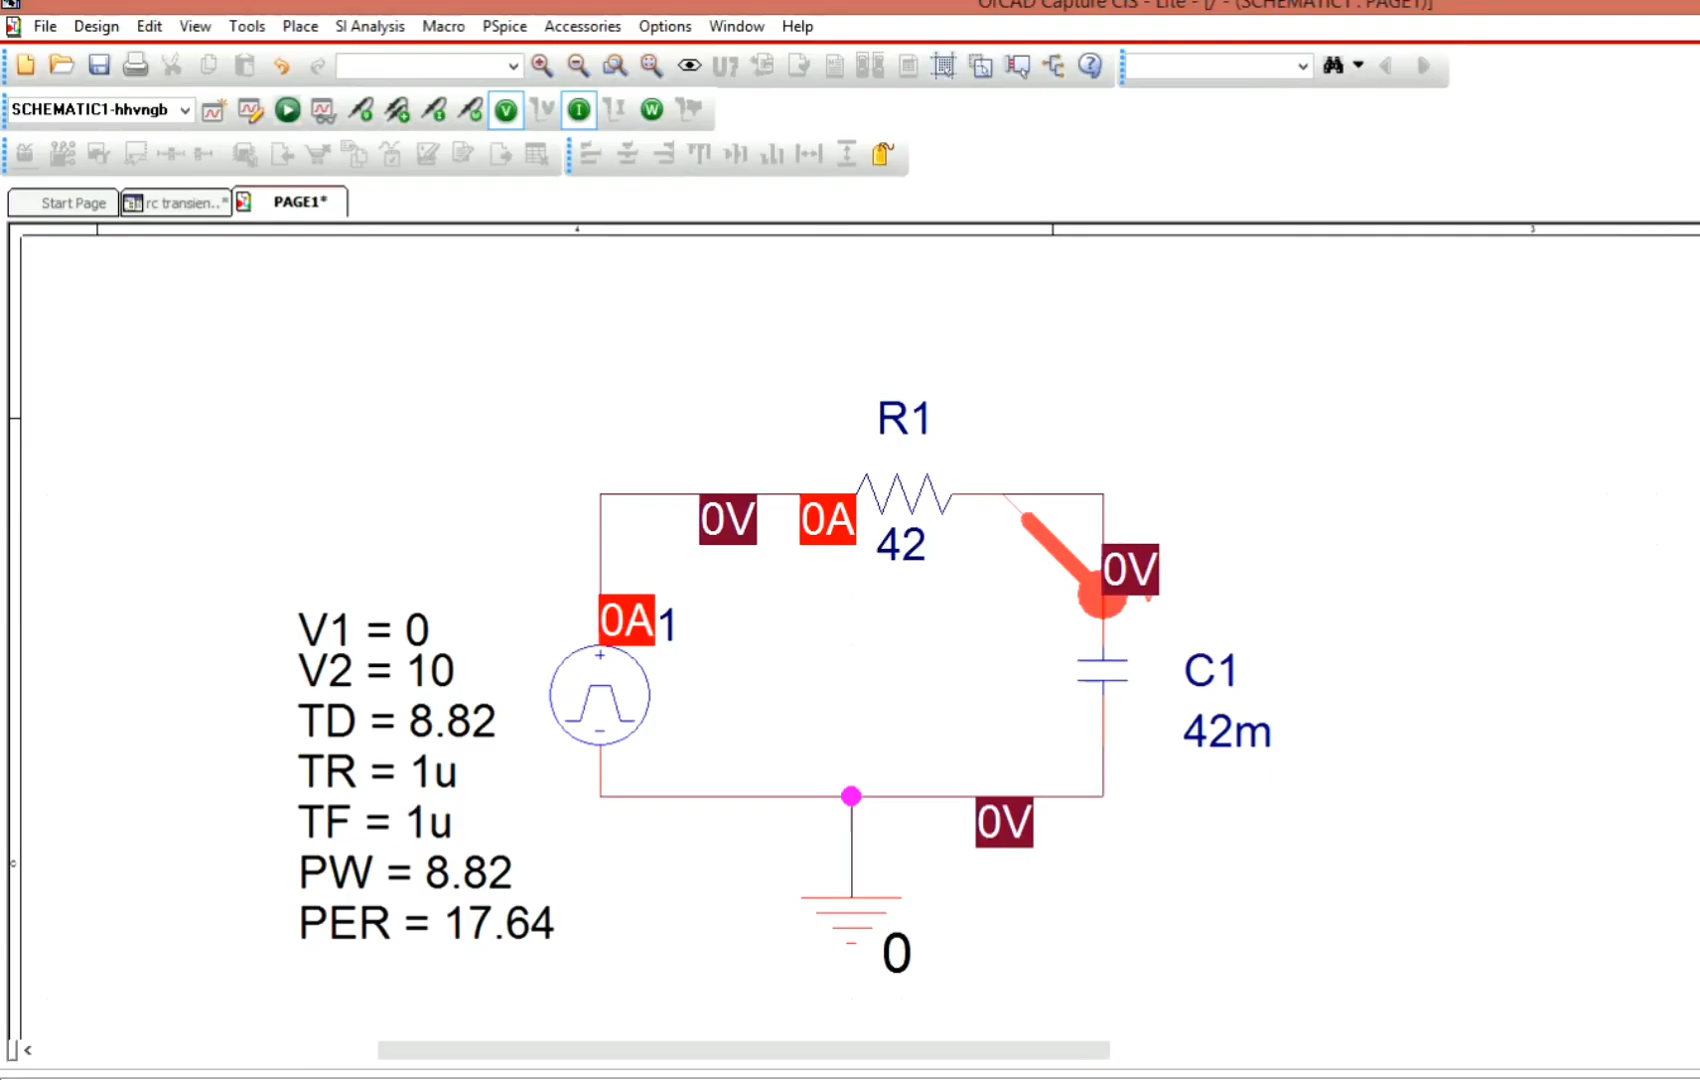 OrCAD Capture CIS - Lite - [/ - (SCHEMATIC1 : PAGE1)]
File Design Edit View Tools Place SI Analysis Macro PSpice Accessories Options Window Help
U?
SCHEMATIC1-hhvngb
V
V
I
I
W
Start Page
rc transien..*
PAGE1*
4
3
R1
0V
0A
42
0V
0A
1
V1 = 0
V2 = 10
TD = 8.82
TR = 1u
TF = 1u
PW = 8.82
PER = 17.64
C1
42m
0V
0
C